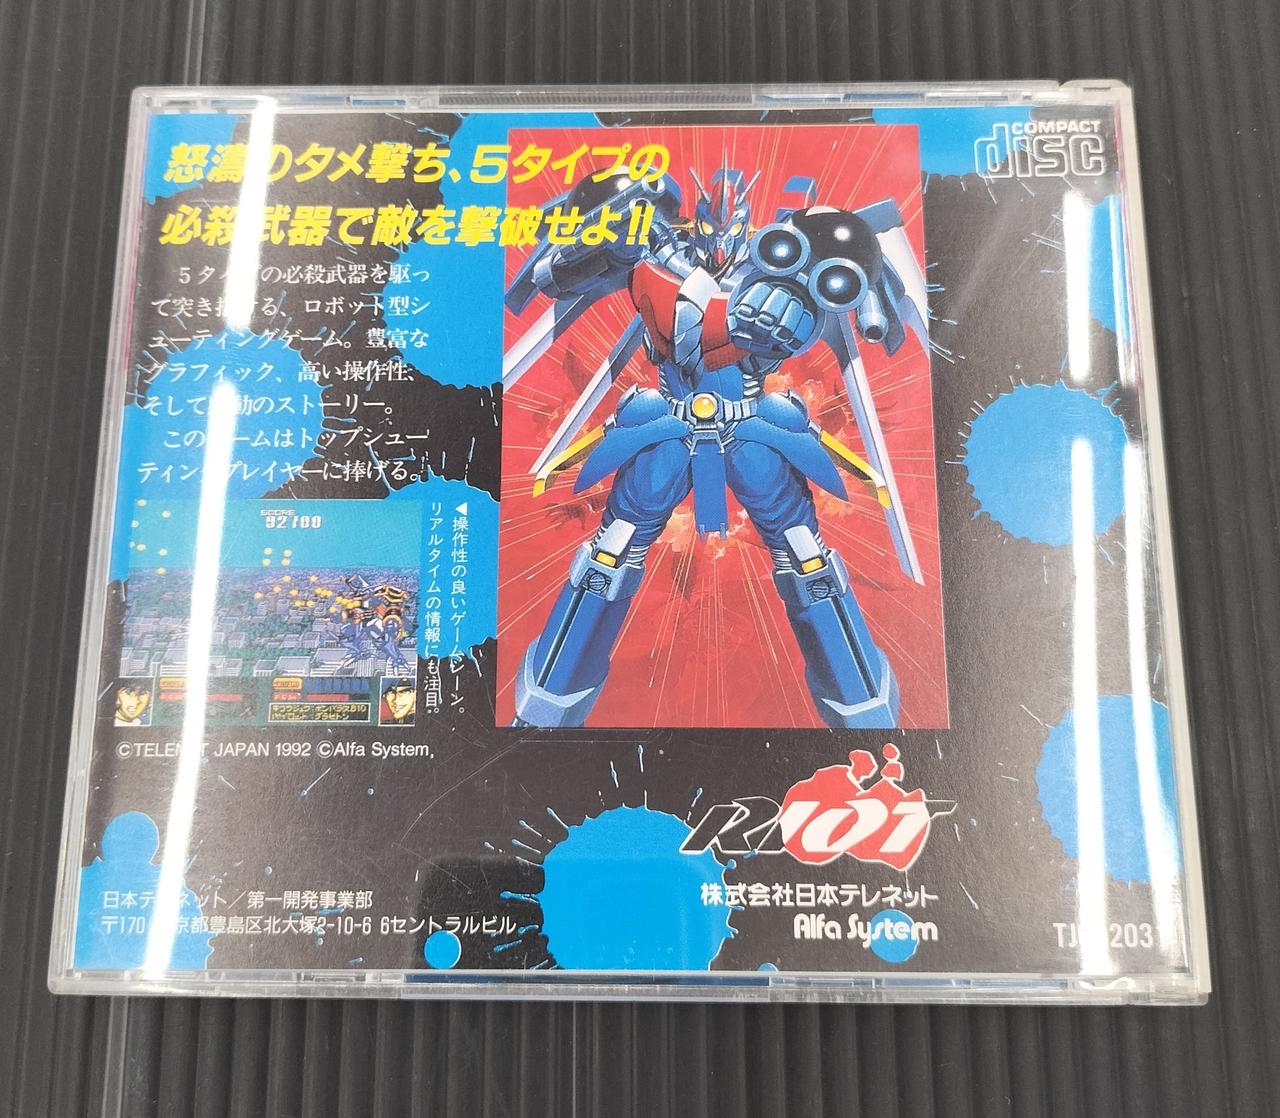 怒濤のタメ撃ち、5タイプの
必殺武器で敵を撃破せよ!!
5タイプの必殺武器を駆っ
て突き する、ロボット型シ
ューティングゲーム。豊富な
グラフィック、高い操作性、
そして 動のストーリー。
このゲームはトップシュー
ティングプレイヤーに捧げる。
COMPACT
disc
SCORE
92700
◀操作性の良いゲームシーン。
リアルタイムの情報にも注目。
©TELENET JAPAN 1992 ©Alfa System,
RIOT
株式会社日本テレネット
Alfa System
日本テレネット/第一開発事業部
〒170 東京都豊島区北大塚2-10-6 6セントラルビル